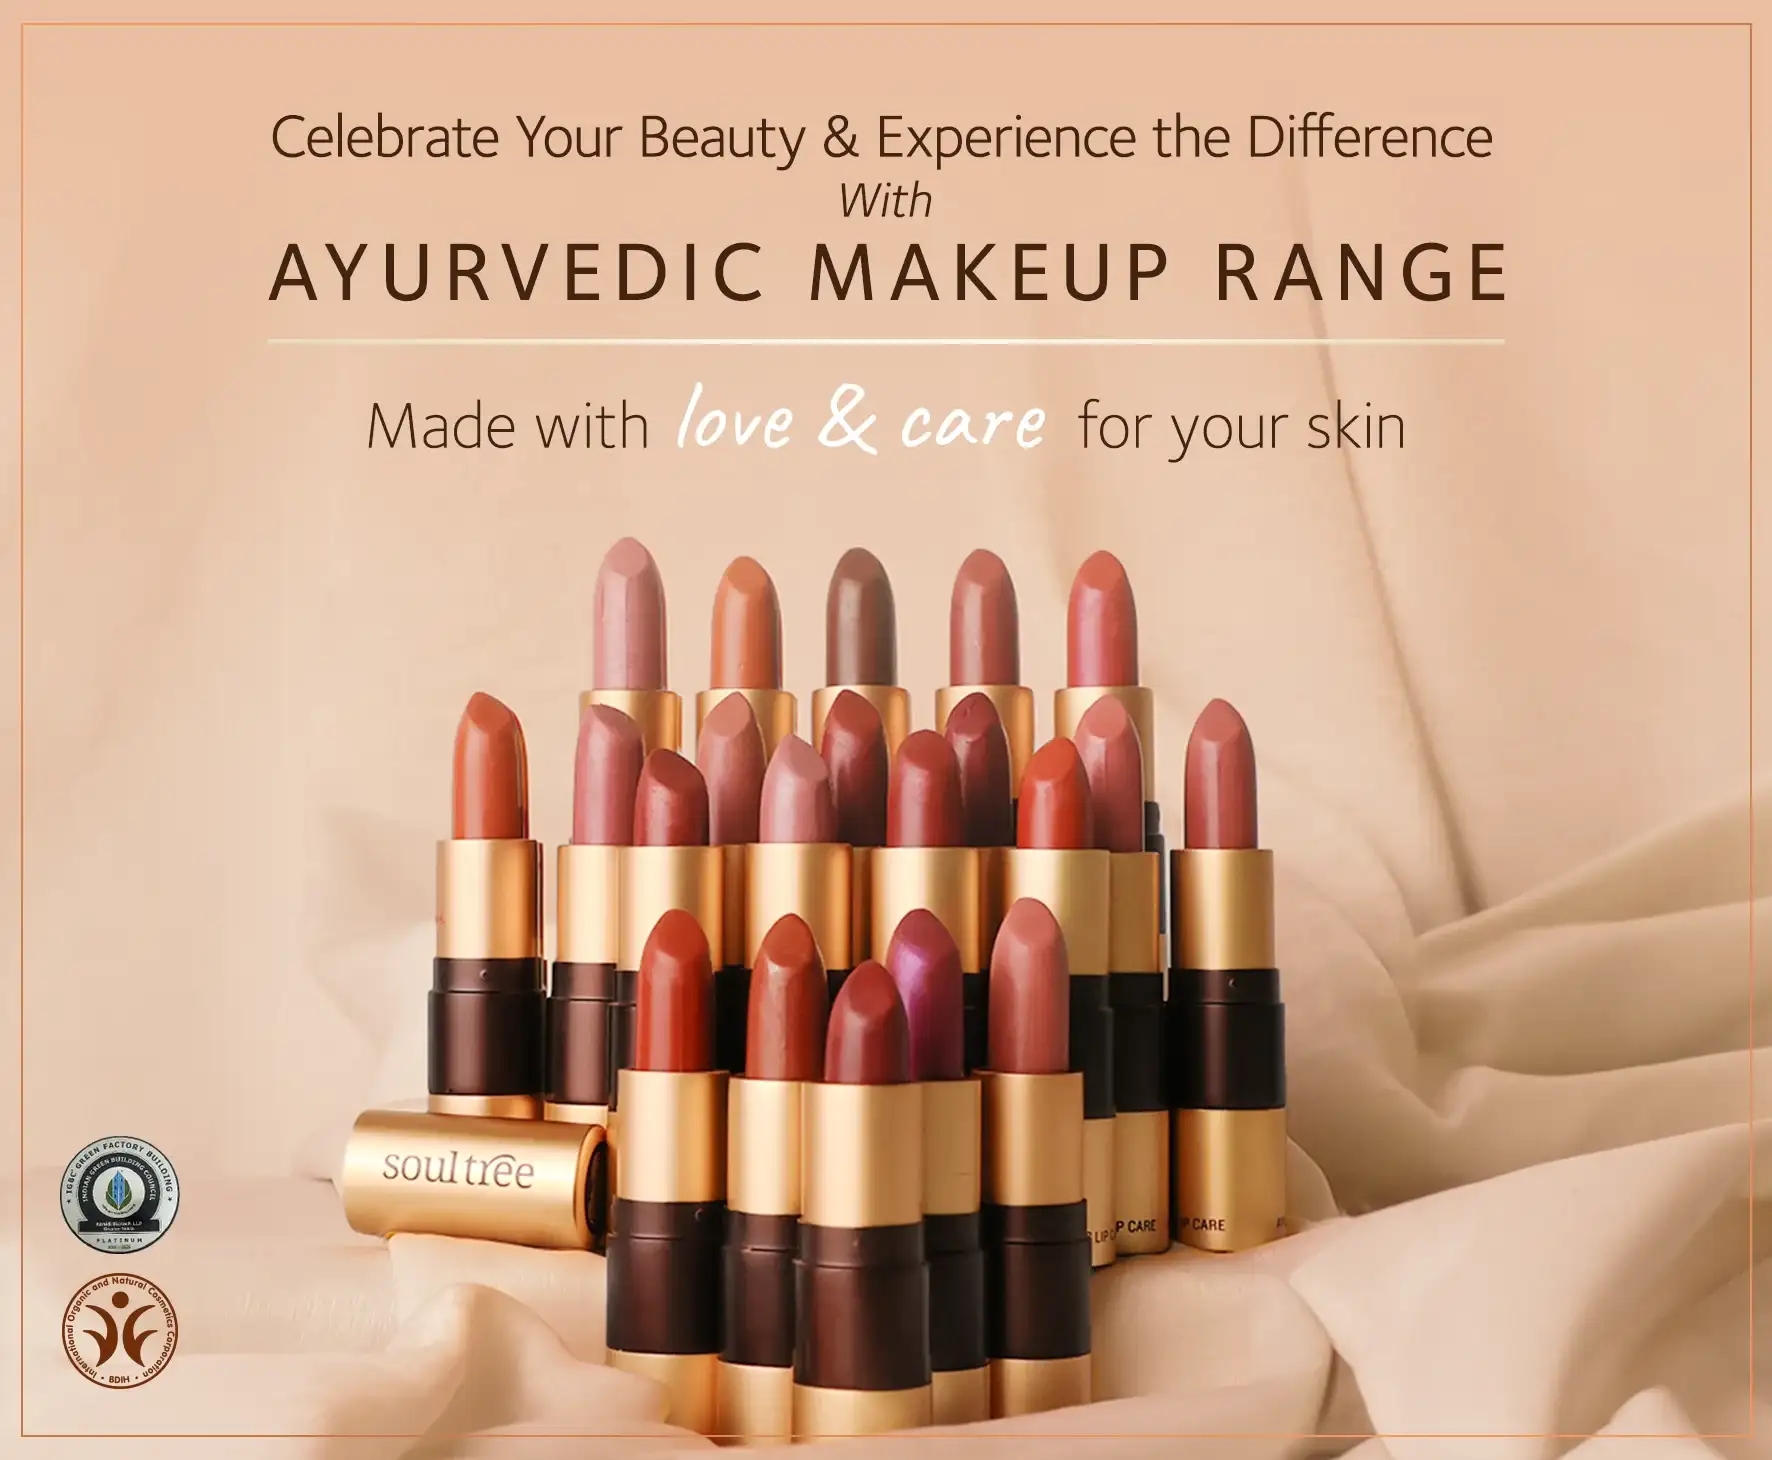 Celebrate Your Beauty & Experience the Difference
With
AYURVEDIC MAKEUP RANGE
Made with love & care for your skin
soultree
LIP C
P CARE
P CARE
IGBC GREEN FACTORY BUILDING
INDIAN GREEN BUILDING COUNCIL
PLATINUM
International Organic and Natural Cosmetics Corporation
BDIH